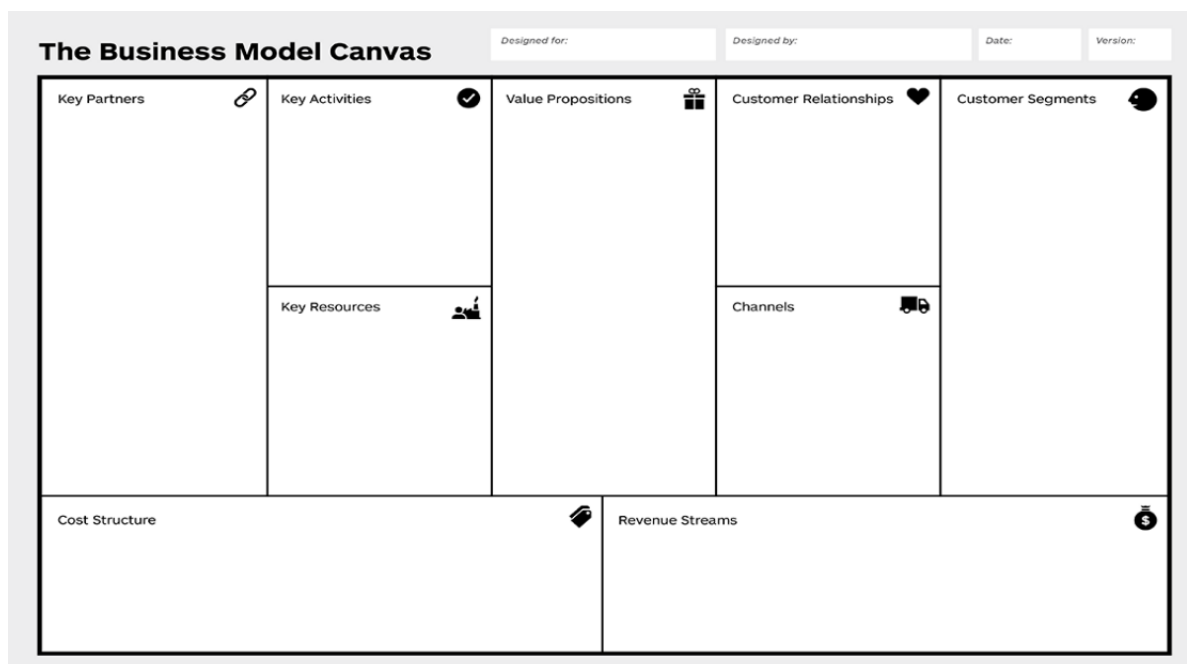 The Business Model Canvas
Designed for:
Designed by:
Date:
Version:
Key Partners
Key Activities
Value Propositions
Customer Relationships
Customer Segments
Key Resources
Channels
Cost Structure
Revenue Streams
$